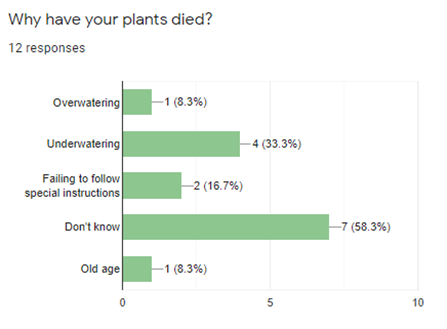 Why have your plants died?
12 responses
Overwatering 1 (8.3%)
Underwatering 4 (33.3%)
Failing to follow
special instructions 2 (16.7%)
Don't know 7 (58.3%)
Old age 1 (8.3%)
0 5 10